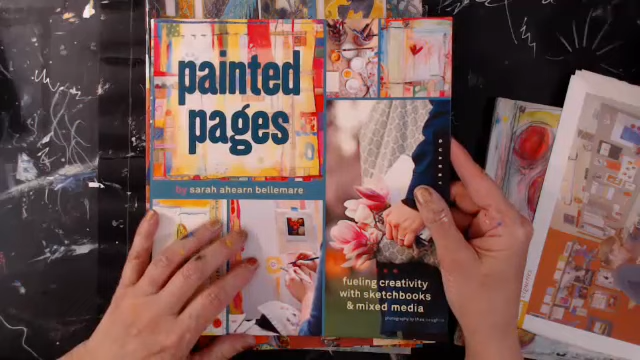 painted
pages
by sarah ahearn bellemare
fueling creativity
with sketchbooks
& mixed media